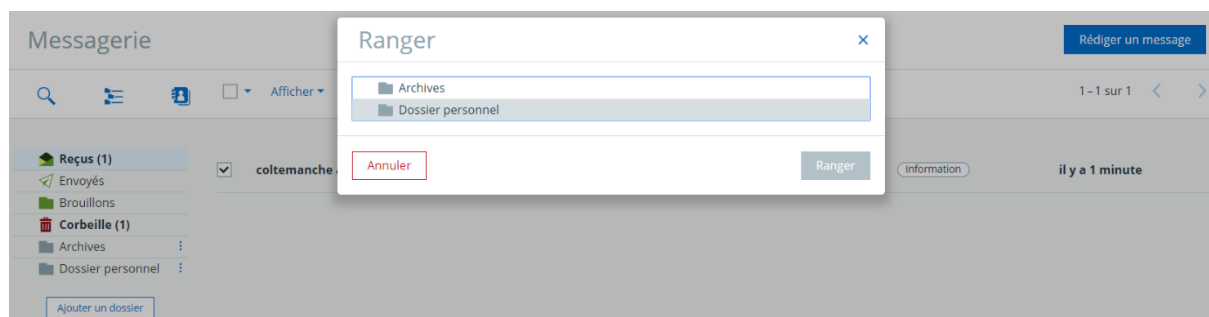 Messagerie
Ranger
×
Rédiger un message
Afficher
Archives
Dossier personnel
1 – 1 sur 1
Annuler
Ranger
Reçus (1)
Envoyés
Brouillons
Corbeille (1)
Archives
Dossier personnel
Ajouter un dossier
coltemanche
Information
il y a 1 minute